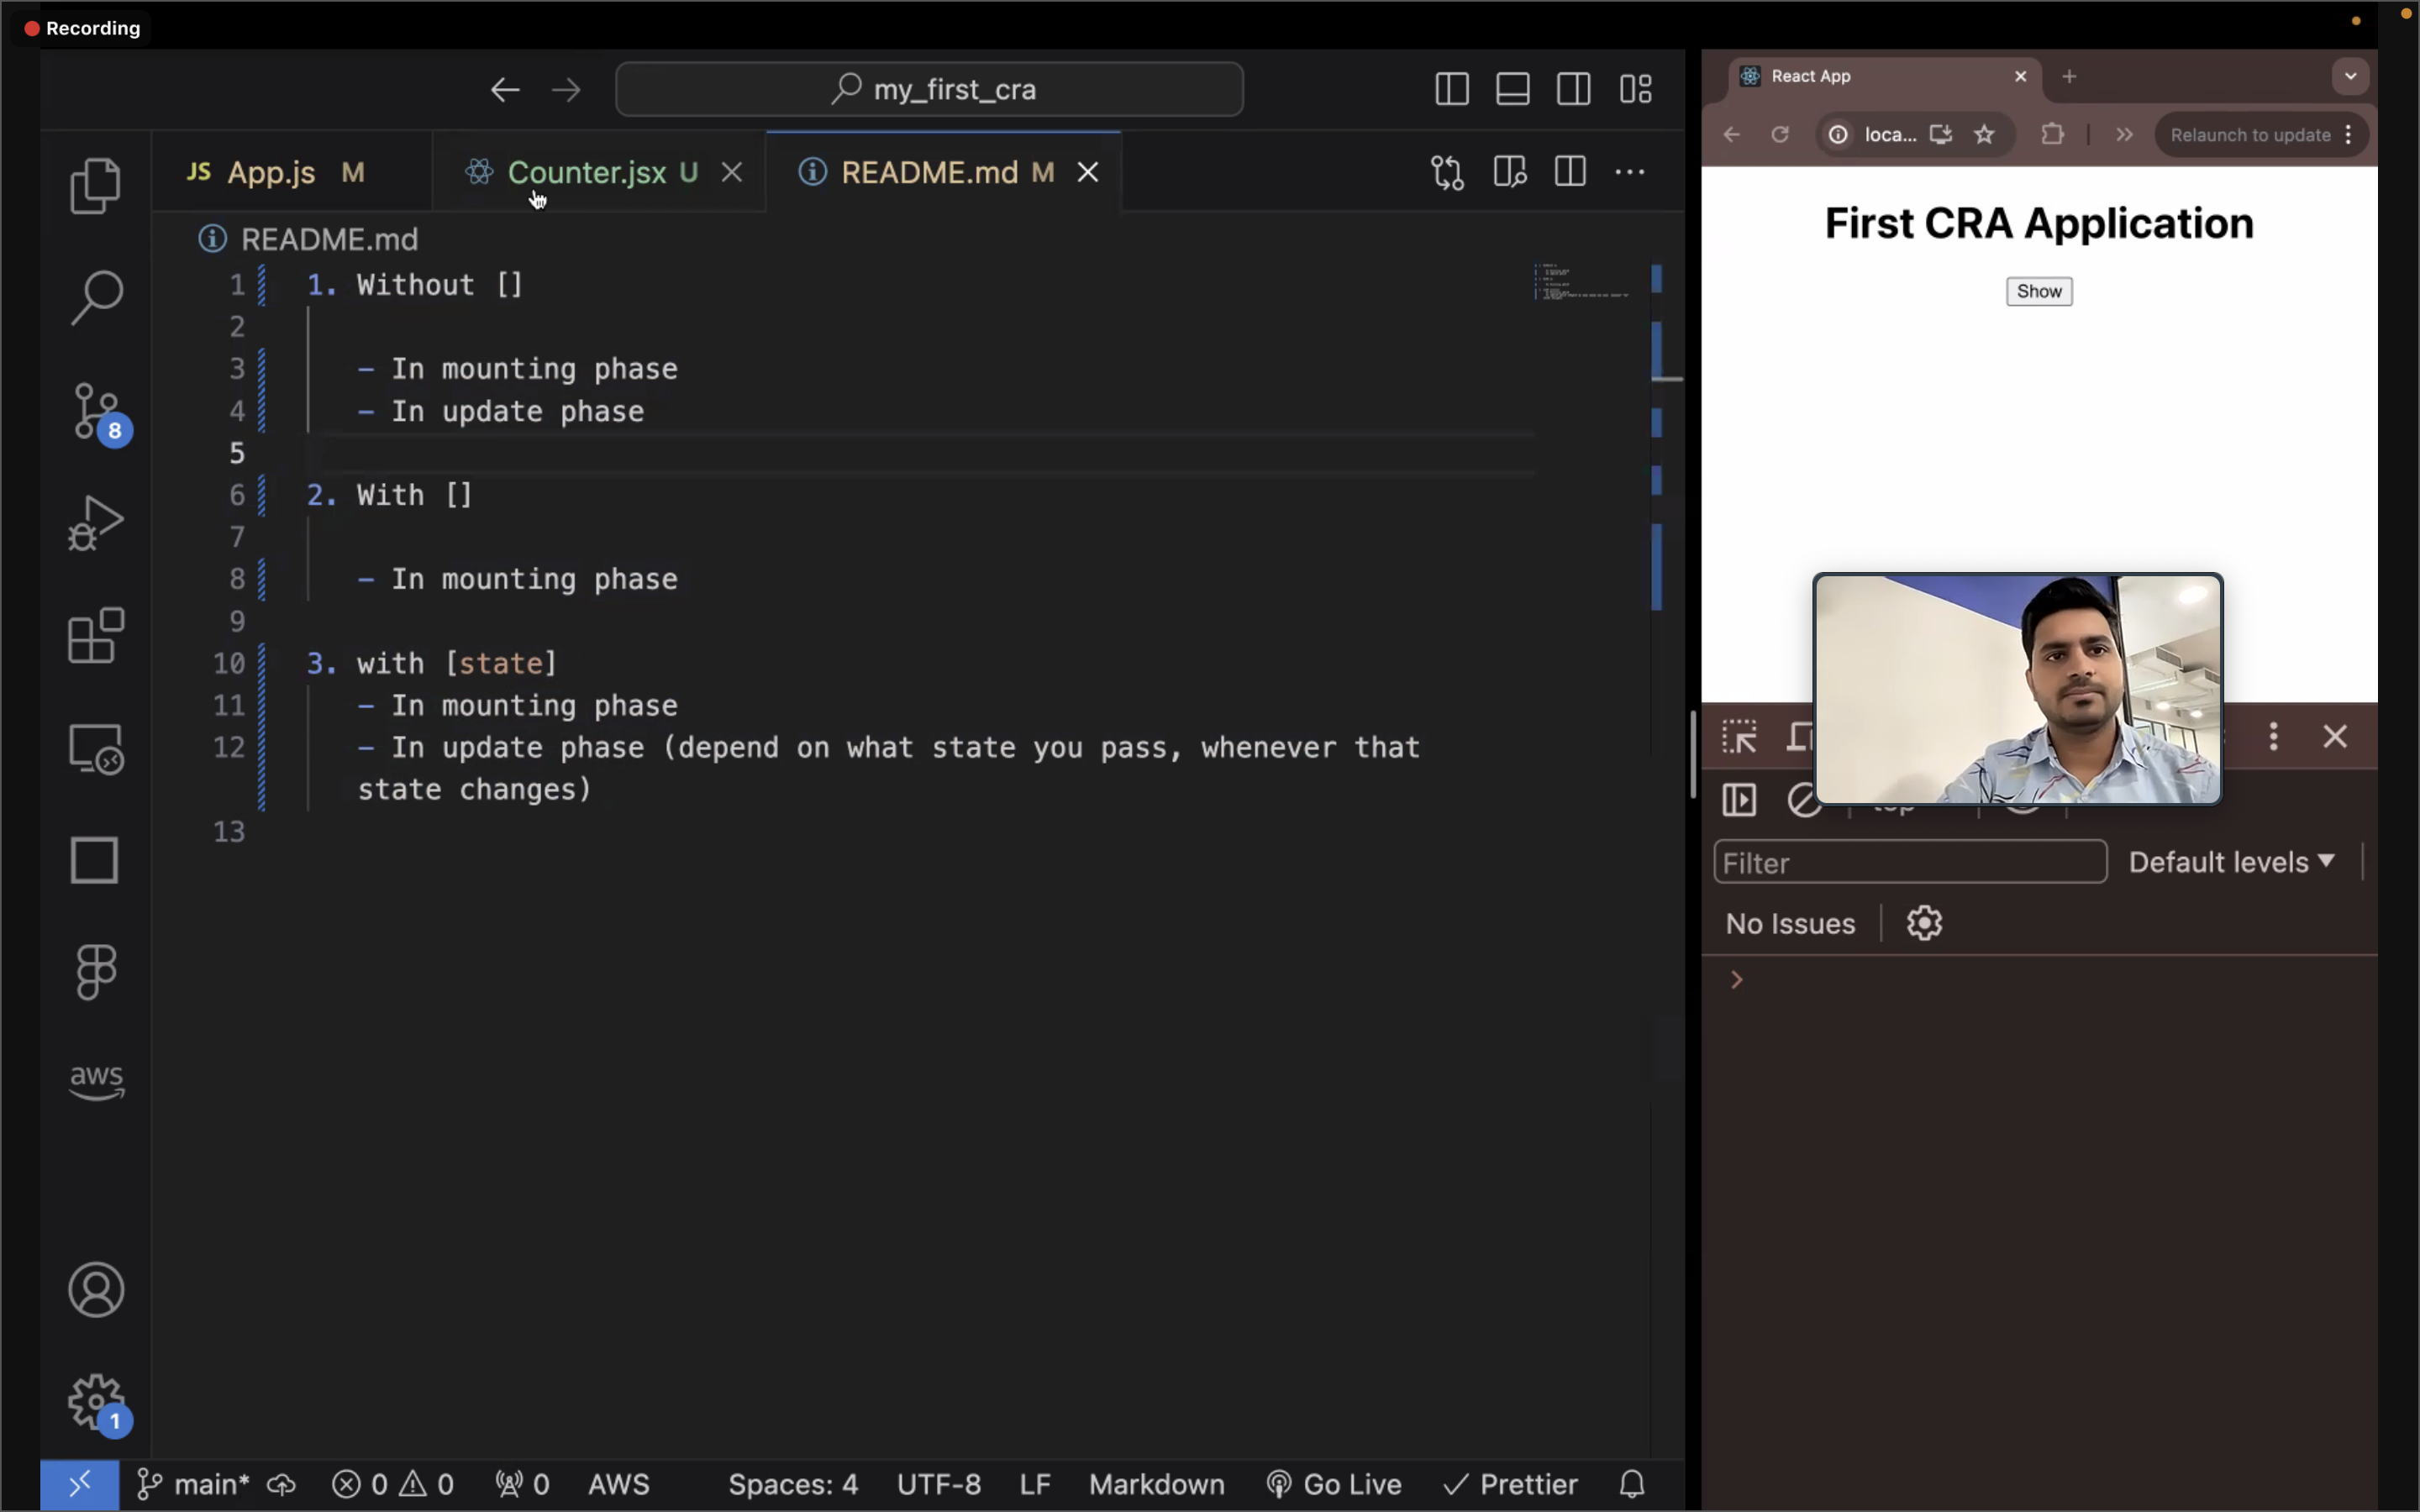 Recording
my_first_cra
JS App.js M
Counter.jsx U
README.md M
README.md
1 1. Without []
2
3 - In mounting phase
4 - In update phase
5
6 2. With []
7
8 - In mounting phase
9
10 3. with [state]
11 - In mounting phase
12 - In update phase (depend on what state you pass, whenever that
state changes)
13
8
aws
1
main* 0 0 0 AWS Spaces: 4 UTF-8 LF Markdown Go Live Prettier
React App
loca... Relaunch to update
First CRA Application
Show
top
Filter Default levels
No Issues